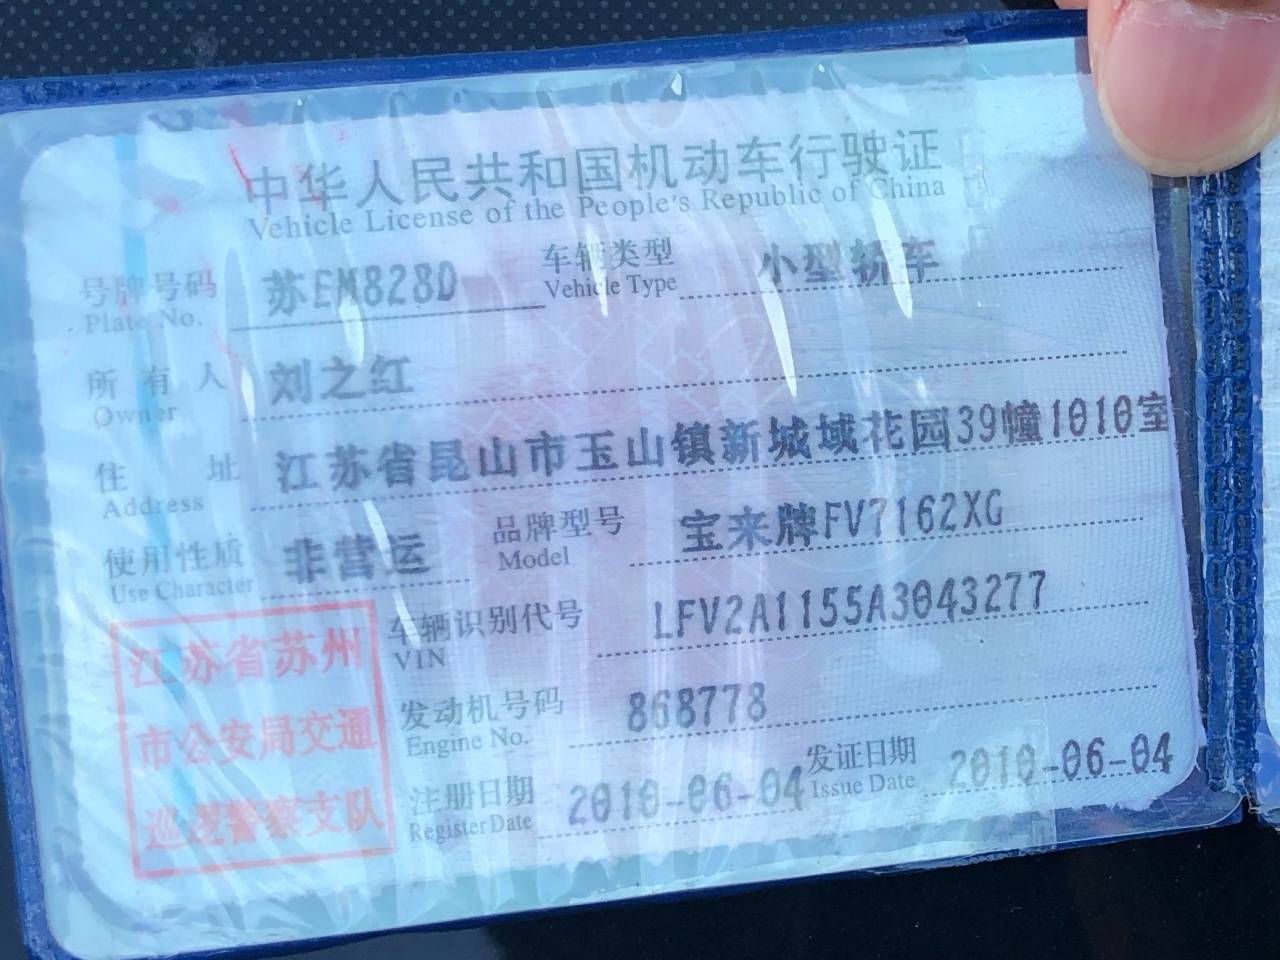 中华人民共和国机动车行驶证
Vehicle License of the People's Republic of China
号牌号码 苏EM828D 车辆类型 小型轿车
Plate No. Vehicle Type
所有人 刘之红
Owner
住址 江苏省昆山市玉山镇新城域花园39幢1010室
Address
使用性质 非营运 品牌型号 宝来牌FV7162XG
Use Character Model
车辆识别代号 LFV2A1155A3043277
VIN
发动机号码 868778
Engine No.
注册日期 2010-06-04 发证日期 2010-06-04
Register Date Issue Date
江苏省苏州
市公安局交通
巡逻警察支队